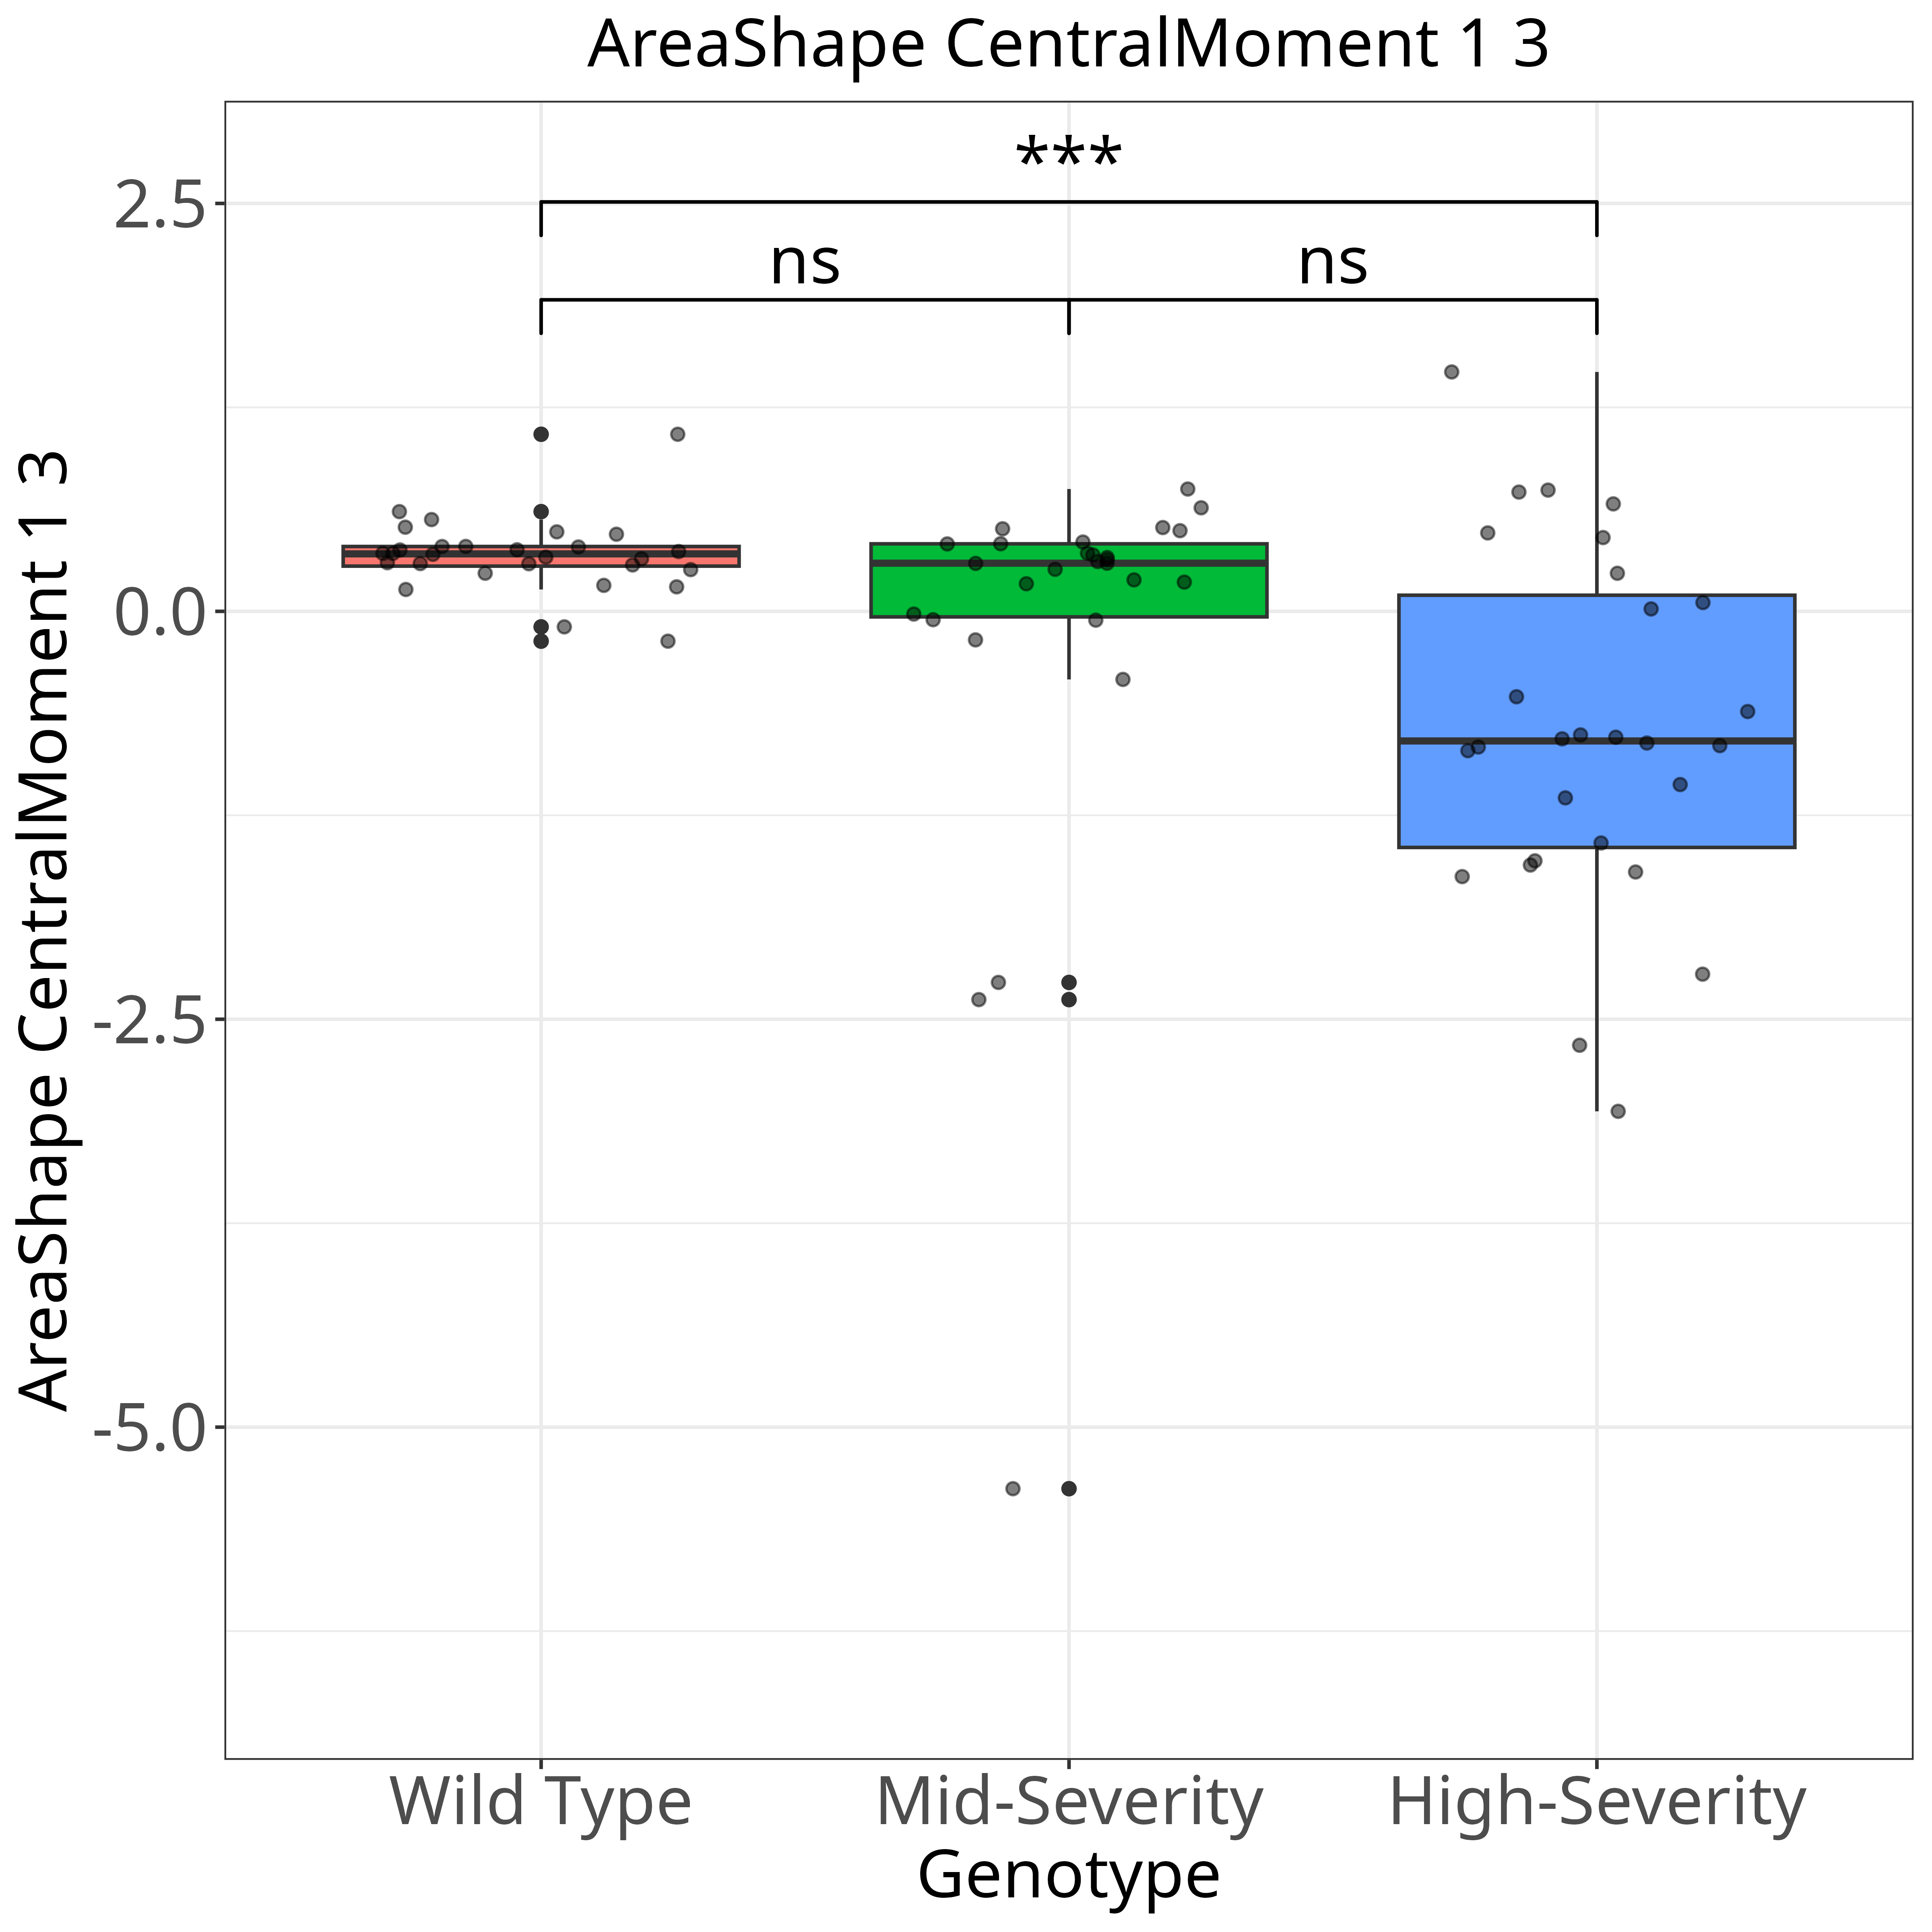 AreaShape CentralMoment 1 3
***
2.5
ns
ns
0.0
-2.5
-5.0
AreaShape CentralMoment 1 3
Wild Type
Mid-Severity
High-Severity
Genotype